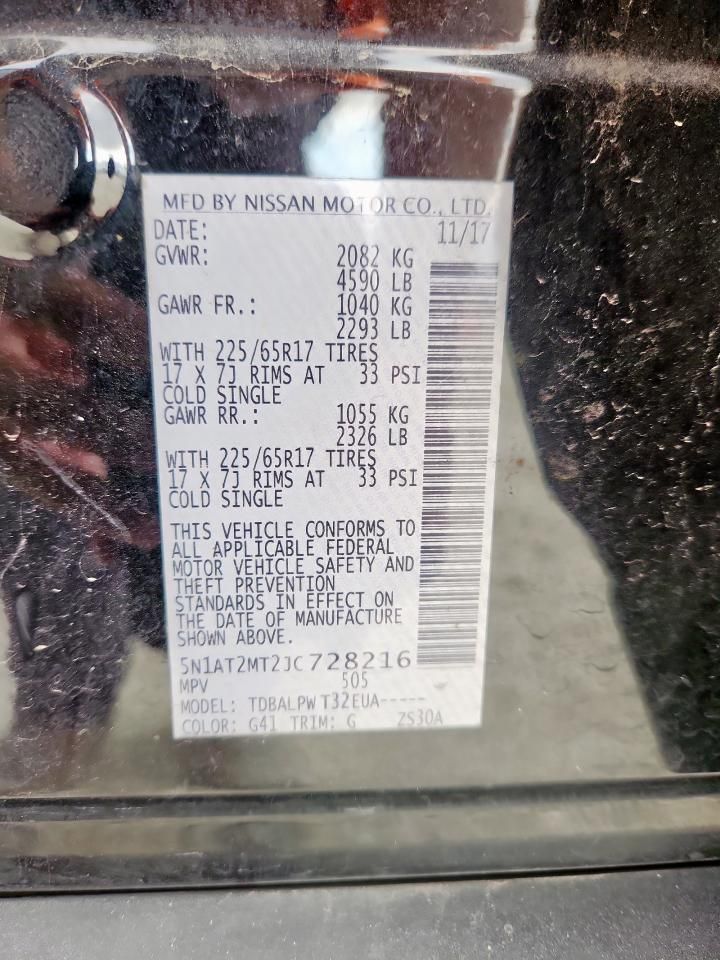 MFD BY NISSAN MOTOR CO., LTD.
DATE: 11/17
GVWR: 2082 KG
4590 LB
GAWR FR.: 1040 KG
2293 LB
WITH 225/65R17 TIRES
17 X 7J RIMS AT 33 PSI
COLD SINGLE
GAWR RR.: 1055 KG
2326 LB
WITH 225/65R17 TIRES
17 X 7J RIMS AT 33 PSI
COLD SINGLE
THIS VEHICLE CONFORMS TO
ALL APPLICABLE FEDERAL
MOTOR VEHICLE SAFETY AND
THEFT PREVENTION
STANDARDS IN EFFECT ON
THE DATE OF MANUFACTURE
SHOWN ABOVE.
5N1AT2MT2JC728216
MPV 505
MODEL: TDBALPW T32EUA-----
COLOR: G41 TRIM: G ZS30A